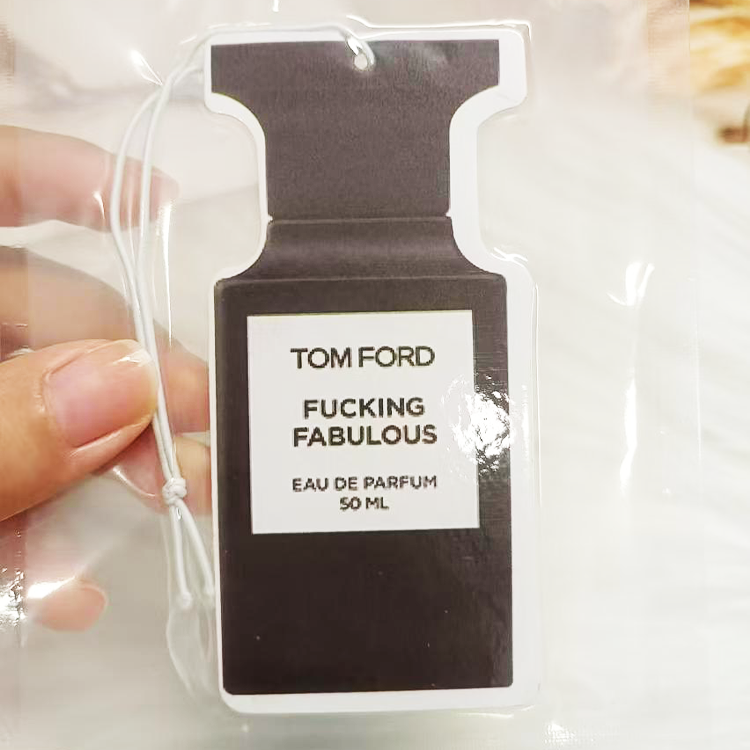 TOM FORD
FUCKING
FABULOUS
EAU DE PARFUM
50 ML